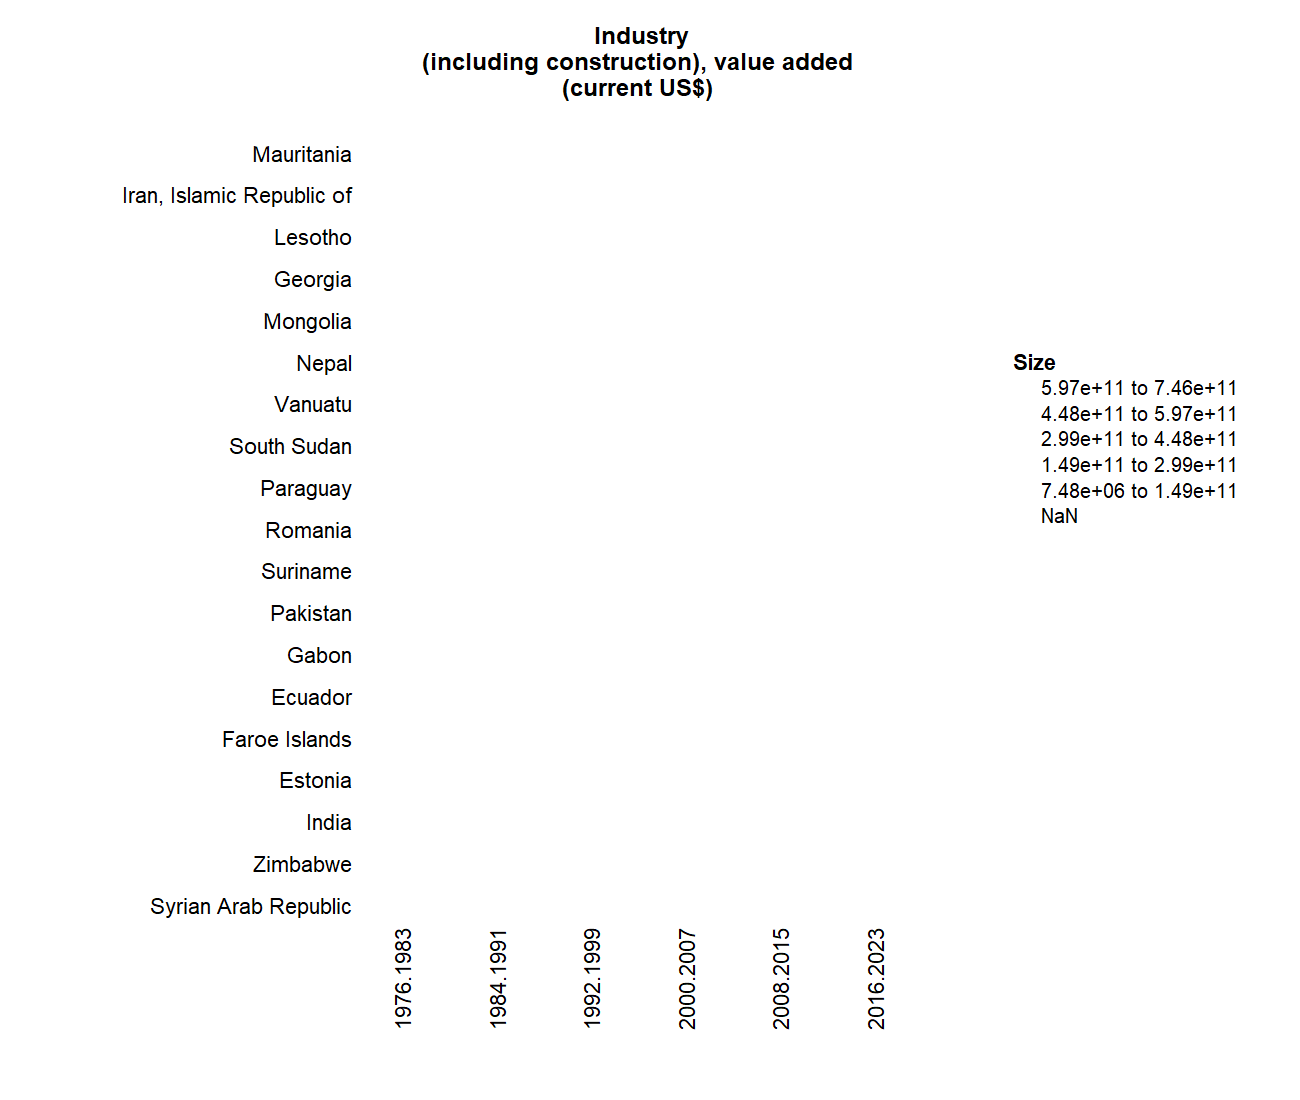 Industry
(including construction), value added
(current US$)
Mauritania
Iran, Islamic Republic of
Lesotho
Georgia
Mongolia
Nepal
Vanuatu
South Sudan
Paraguay
Romania
Suriname
Pakistan
Gabon
Ecuador
Faroe Islands
Estonia
India
Zimbabwe
Syrian Arab Republic
1976.1983
1984.1991
1992.1999
2000.2007
2008.2015
2016.2023
Size
5.97e+11 to 7.46e+11
4.48e+11 to 5.97e+11
2.99e+11 to 4.48e+11
1.49e+11 to 2.99e+11
7.48e+06 to 1.49e+11
NaN